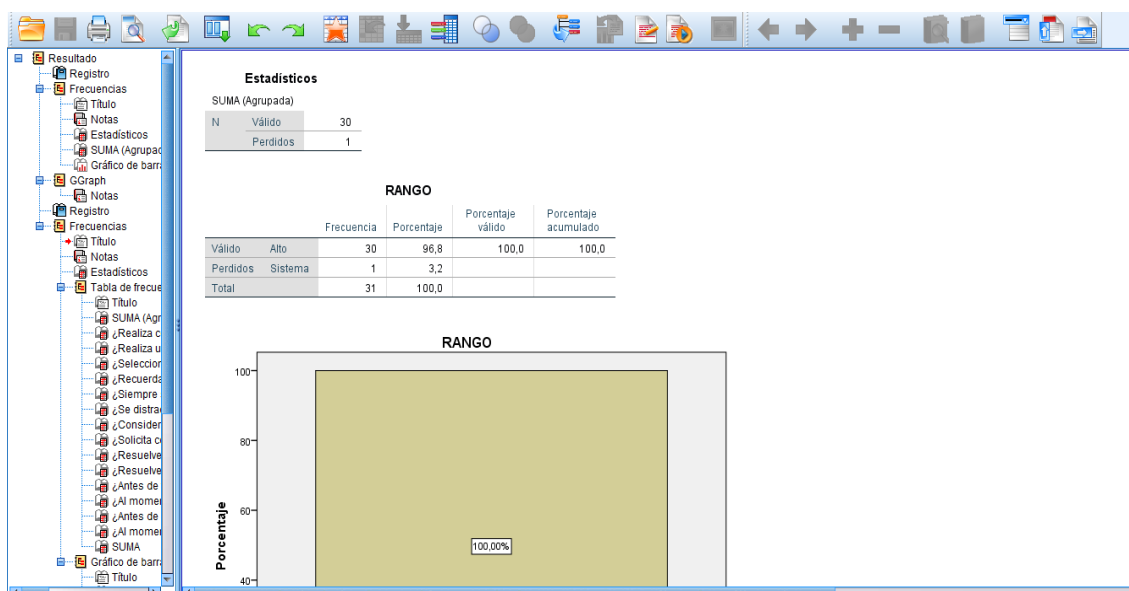 Resultado
Registro
Frecuencias
Título
Notas
Estadísticos
SUMA (Agrupad
Gráfico de barr
GGraph
Notas
Registro
Frecuencias
Título
Notas
Estadísticos
Tabla de frecue
Título
SUMA (Agr
¿Realiza c
¿Realiza u
¿Seleccior
¿Recuerda
¿Siempre
¿Se distra
¿Consider
¿Solicita c
¿Resuelve
¿Resuelve
¿Antes de
¿Al momer
¿Antes de
¿Al momer
SUMA
Gráfico de barr
Título
Estadísticos
SUMA (Agrupada)
N Válido 30
Perdidos 1
RANGO
Frecuencia Porcentaje Porcentaje válido Porcentaje acumulado
Válido Alto 30 96,8 100,0 100,0
Perdidos Sistema 1 3,2
Total 31 100,0
RANGO
100
80
60
40
Porcentaje
100,00%